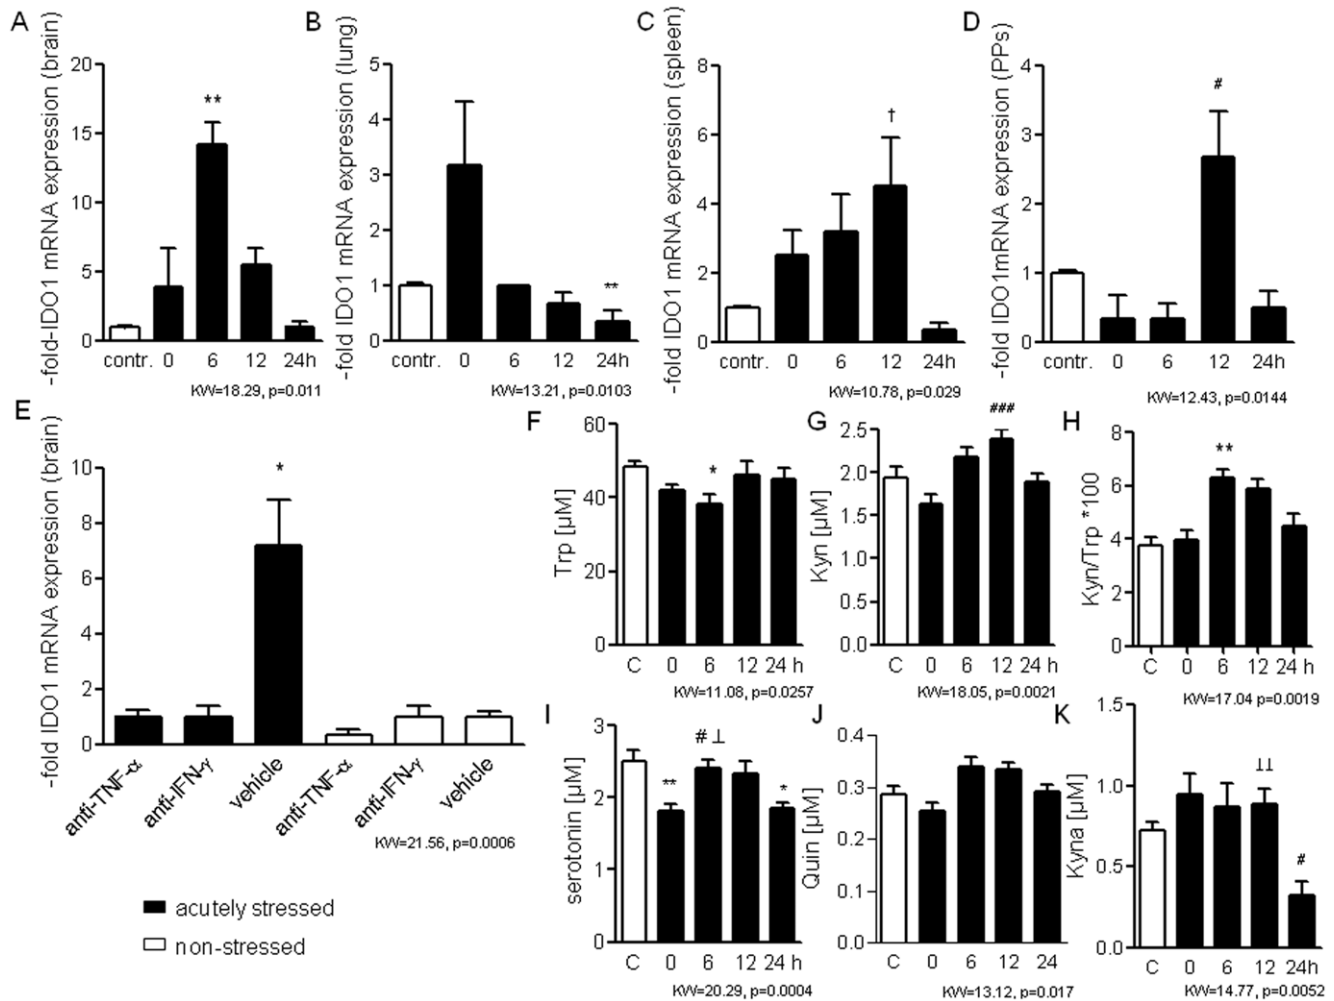 A
-fold-IDO1 mRNA expression (brain)
20
15
10
5
0
**
contr. 0 6 12 24h
KW=18.29, p=0.011
B
-fold IDO1 mRNA expression (lung)
5
4
3
2
1
0
**
contr. 0 6 12 24h
KW=13.21, p=0.0103
C
-fold IDO1 mRNA expression (spleen)
8
6
4
2
0
†
contr. 0 6 12 24h
KW=10.78, p=0.029
D
-fold IDO1mRNA expression (PPs)
4
3
2
1
0
#
contr. 0 6 12 24h
KW=12.43, p=0.0144
E
-fold IDO1 mRNA expression (brain)
10
8
6
4
2
0
*
anti-TNF-α anti-IFN-γ vehicle anti-TNF-α anti-IFN-γ vehicle
KW=21.56, p=0.0006
acutely stressed
non-stressed
F
Trp [µM]
60
40
20
0
*
C 0 6 12 24 h
KW=11.08, p=0.0257
G
Kyn [µM]
2.5
2.0
1.5
1.0
0.5
0.0
###
C 0 6 12 24 h
KW=18.05, p=0.0021
H
Kyn/Trp *100
8
6
4
2
0
**
C 0 6 12 24h
KW=17.04 p=0.0019
I
serotonin [µM]
3
2
1
0
**
# ⊥
*
C 0 6 12 24 h
KW=20.29, p=0.0004
J
Quin [µM]
0.4
0.3
0.2
0.1
0.0
C 0 6 12 24
KW=13.12, p=0.017
K
Kyna [µM]
1.5
1.0
0.5
0.0
⊥⊥
#
C 0 6 12 24h
KW=14.77, p=0.0052